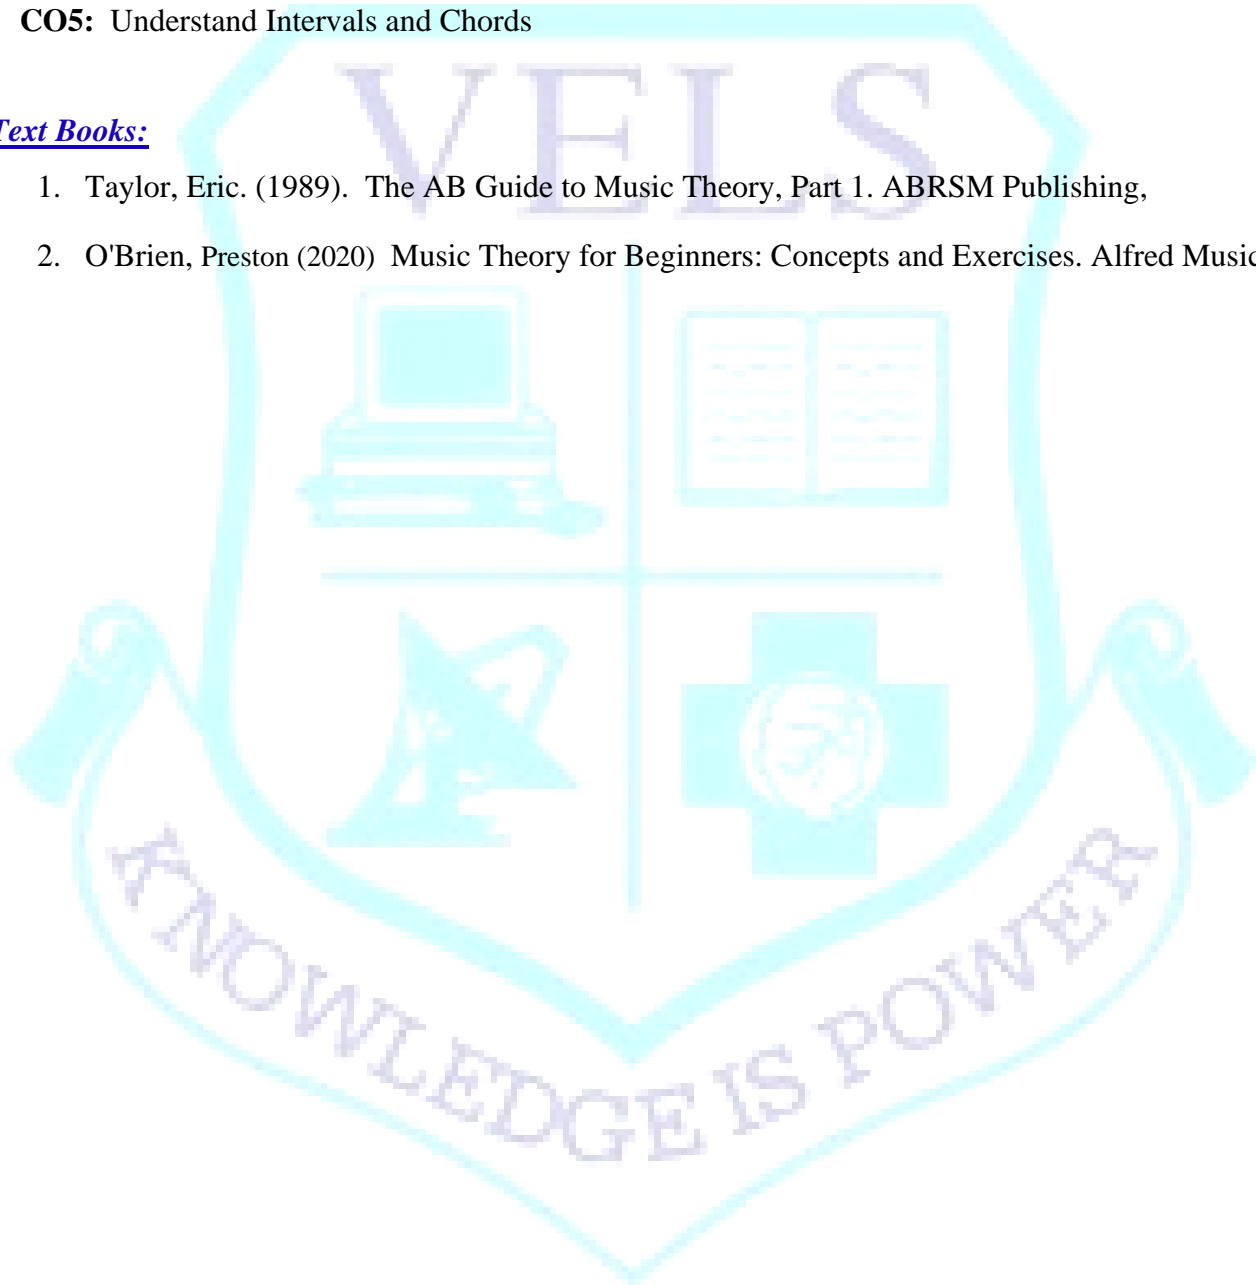 CO5: Understand Intervals and Chords
VELS
Text Books:
1. Taylor, Eric. (1989). The AB Guide to Music Theory, Part 1. ABRSM Publishing,
2. O'Brien, Preston (2020) Music Theory for Beginners: Concepts and Exercises. Alfred Music
KNOWLEDGE IS POWER